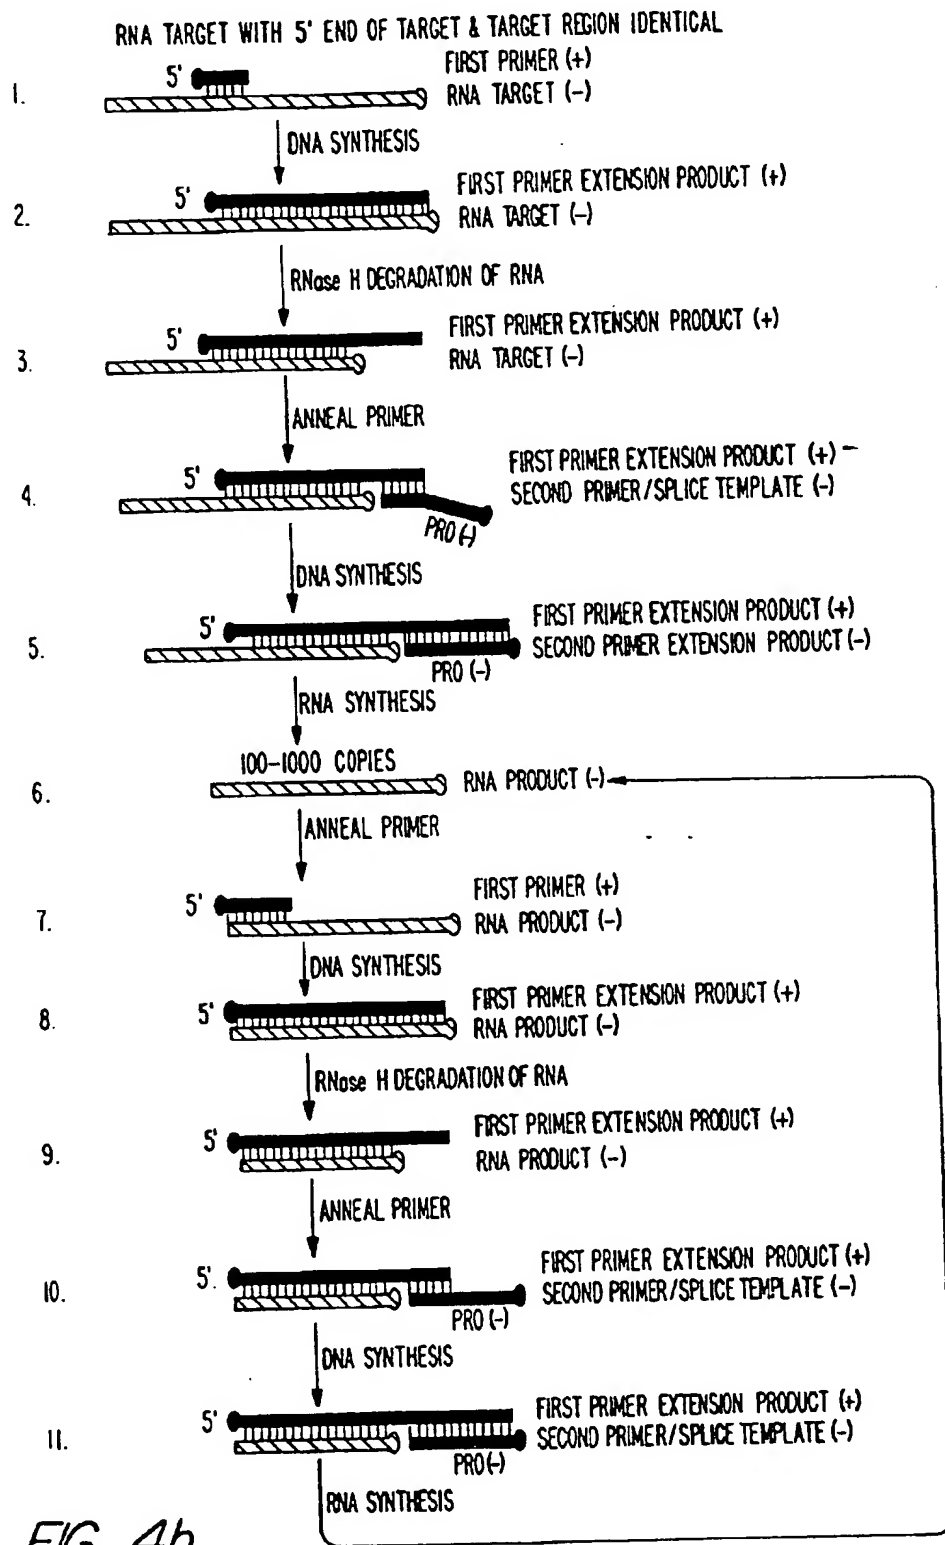 RNA TARGET WITH 5' END OF TARGET & TARGET REGION IDENTICAL
1.
5'
FIRST PRIMER (+)
RNA TARGET (-)
DNA SYNTHESIS
2.
5'
FIRST PRIMER EXTENSION PRODUCT (+)
RNA TARGET (-)
RNase H DEGRADATION OF RNA
3.
5'
FIRST PRIMER EXTENSION PRODUCT (+)
RNA TARGET (-)
ANNEAL PRIMER
4.
5'
FIRST PRIMER EXTENSION PRODUCT (+)
SECOND PRIMER/SPLICE TEMPLATE (-)
PRO (-)
DNA SYNTHESIS
5.
5'
FIRST PRIMER EXTENSION PRODUCT (+)
SECOND PRIMER EXTENSION PRODUCT (-)
PRO (-)
RNA SYNTHESIS
6.
100-1000 COPIES
RNA PRODUCT (-)
ANNEAL PRIMER
7.
5'
FIRST PRIMER (+)
RNA PRODUCT (-)
DNA SYNTHESIS
8.
5'
FIRST PRIMER EXTENSION PRODUCT (+)
RNA PRODUCT (-)
RNase H DEGRADATION OF RNA
9.
5'
FIRST PRIMER EXTENSION PRODUCT (+)
RNA PRODUCT (-)
ANNEAL PRIMER
10.
5'
FIRST PRIMER EXTENSION PRODUCT (+)
SECOND PRIMER/SPLICE TEMPLATE (-)
PRO (-)
DNA SYNTHESIS
11.
5'
FIRST PRIMER EXTENSION PRODUCT (+)
SECOND PRIMER/SPLICE TEMPLATE (-)
PRO (-)
RNA SYNTHESIS
FIG. 4b